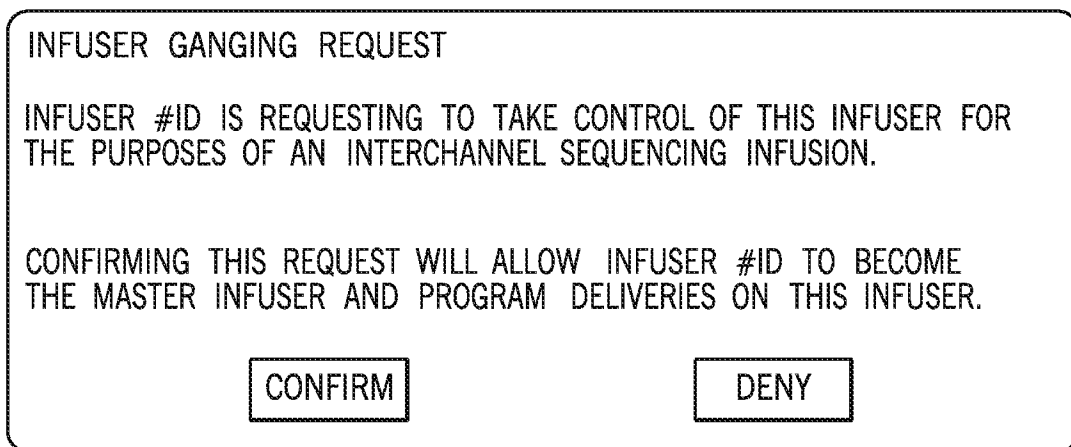 INFUSER GANGING REQUEST
INFUSER #ID IS REQUESTING TO TAKE CONTROL OF THIS INFUSER FOR
THE PURPOSES OF AN INTERCHANNEL SEQUENCING INFUSION.
CONFIRMING THIS REQUEST WILL ALLOW INFUSER #ID TO BECOME
THE MASTER INFUSER AND PROGRAM DELIVERIES ON THIS INFUSER.
CONFIRM DENY